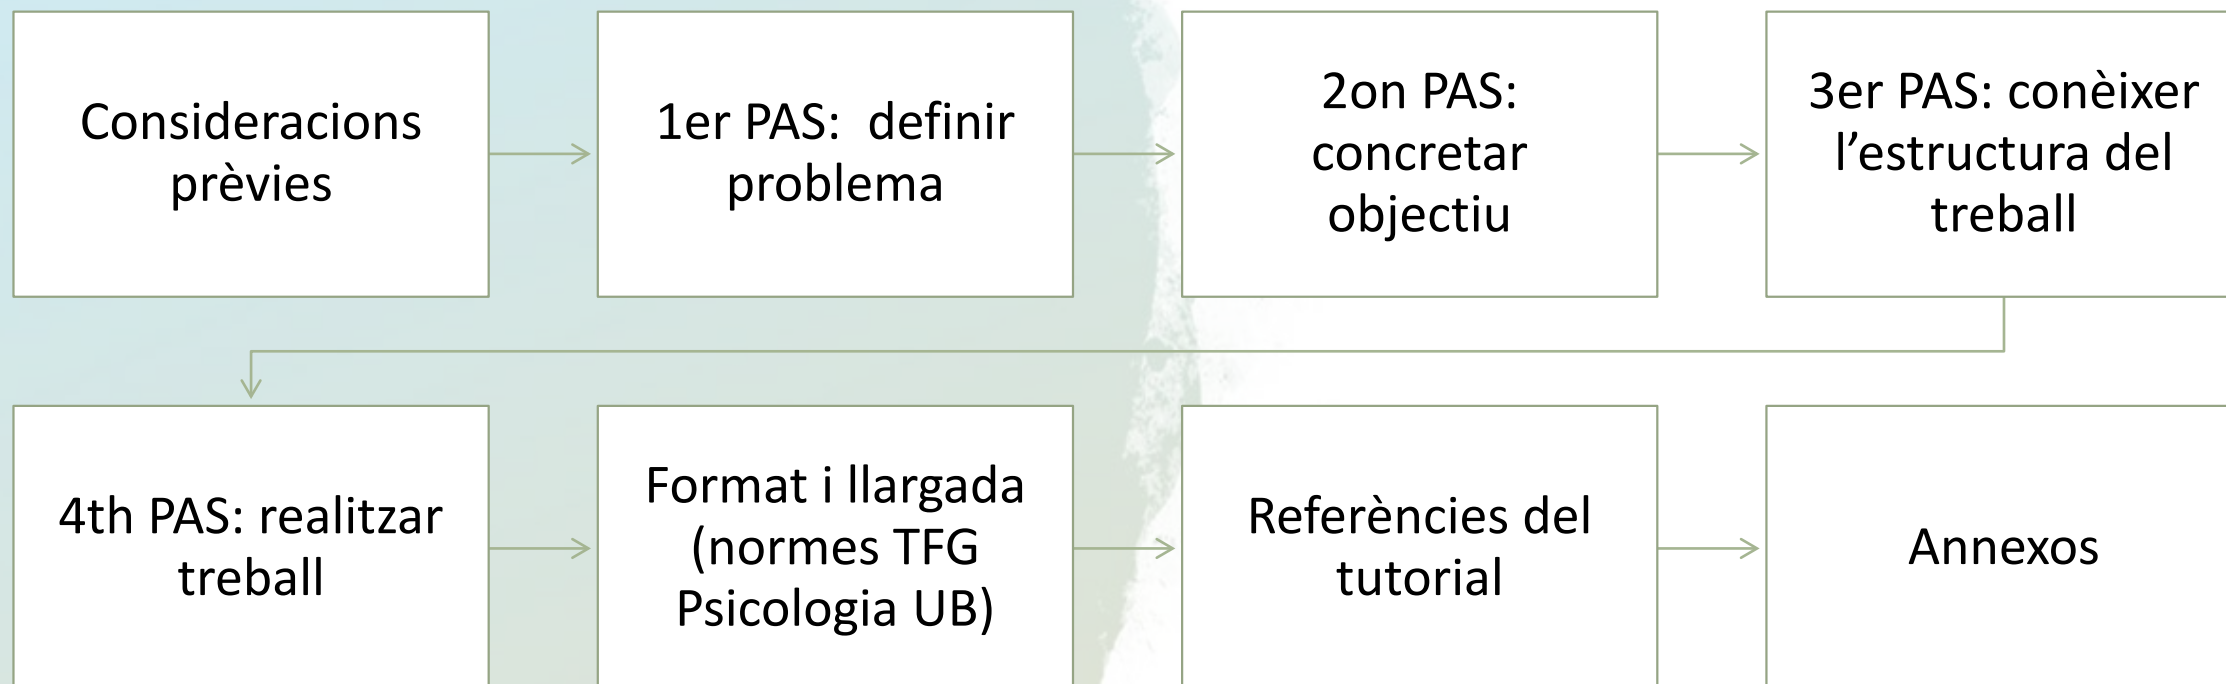 Consideracions
prèvies
1er PAS:  definir
problema
2on PAS:
concretar
objectiu
3er PAS: conèixer
l’estructura del
treball
4th PAS: realitzar
treball
Format i llargada
(normes TFG
Psicologia UB)
Referències del
tutorial
Annexos